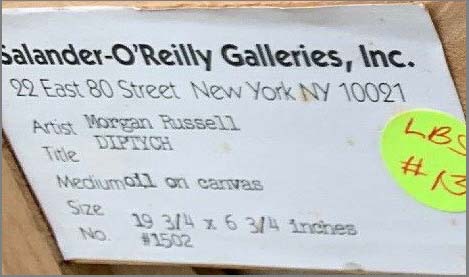 Salander-O'Reilly Galleries, Inc.
22 East 80 Street New York NY 10021
Artist Morgan Russell
Title DIPTYCH
Medium oil on canvas
Size 19 3/4 x 6 3/4 inches
No. #1502
LBS
#13